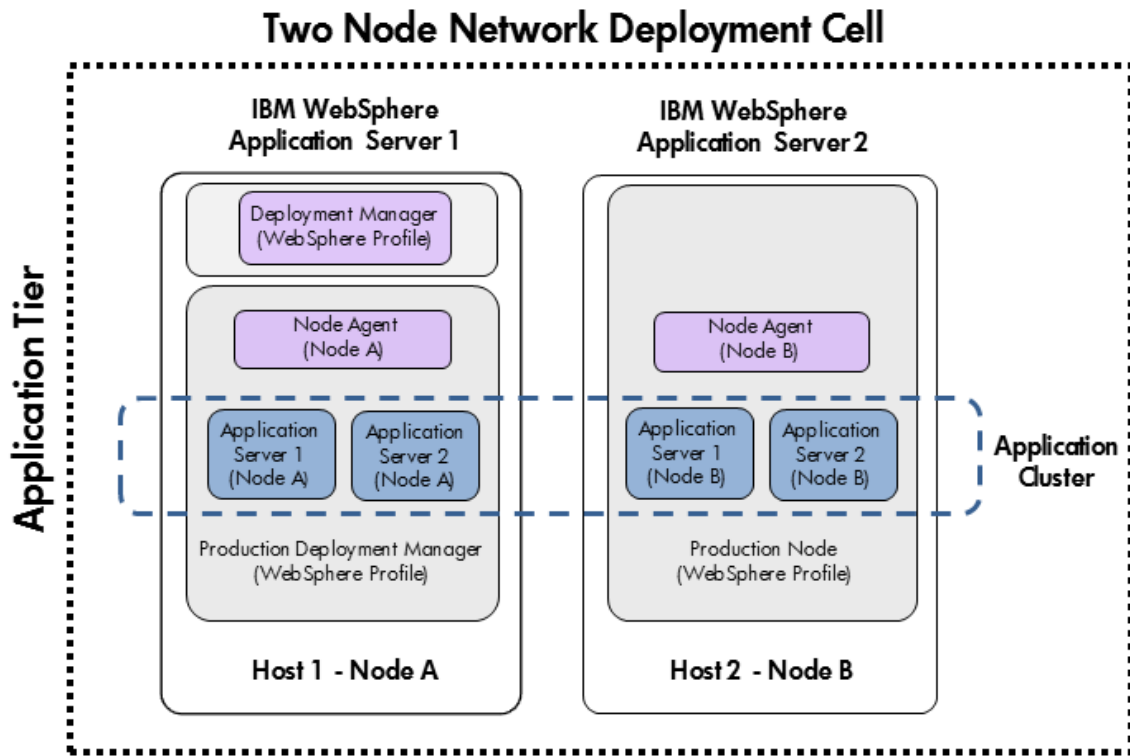 Two Node Network Deployment Cell
Application Tier
IBM WebSphere
Application Server 1
Deployment Manager
(WebSphere Profile)
Node Agent
(Node A)
Application
Server 1
(Node A)
Application
Server 2
(Node A)
Production Deployment Manager
(WebSphere Profile)
Host 1 - Node A
IBM WebSphere
Application Server 2
Node Agent
(Node B)
Application
Server 1
(Node B)
Application
Server 2
(Node B)
Production Node
(WebSphere Profile)
Host 2 - Node B
Application
Cluster